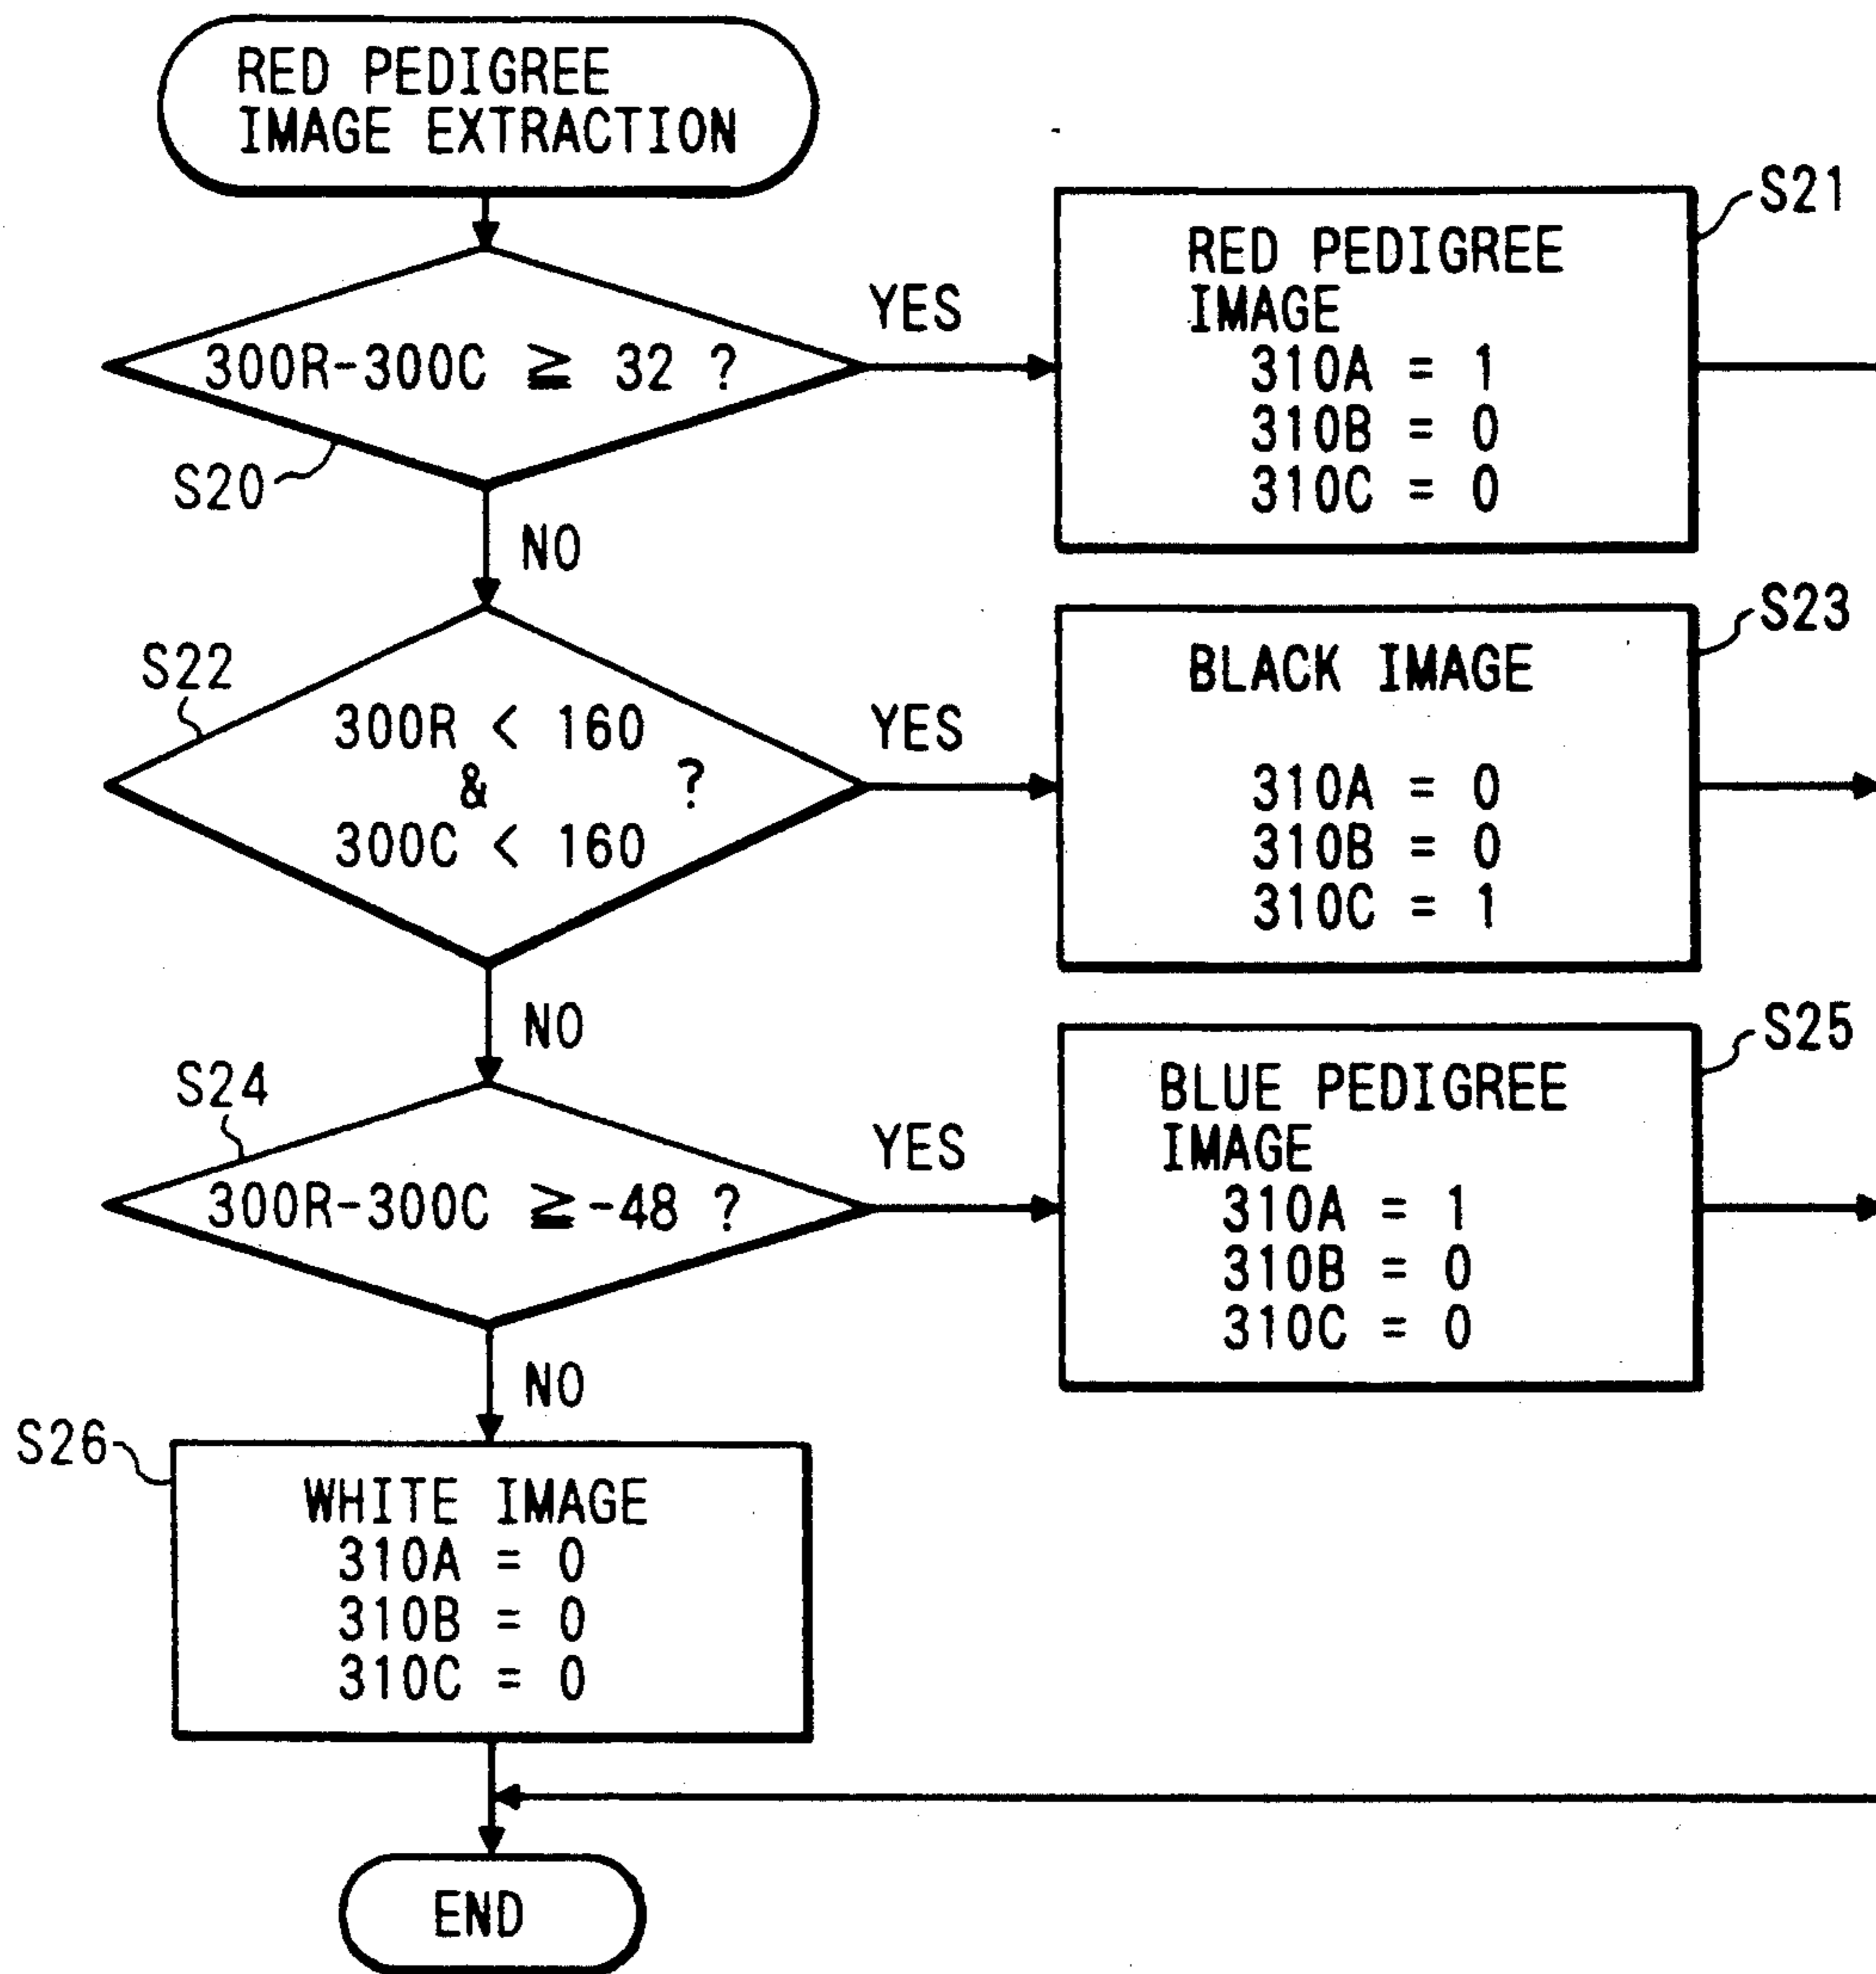 RED PEDIGREE
IMAGE EXTRACTION
300R-300C ≧ 32 ?
S20
YES
NO
S21
RED PEDIGREE
IMAGE
310A = 1
310B = 0
310C = 0
S22
300R < 160
&
?
300C < 160
YES
NO
S23
BLACK IMAGE
310A = 0
310B = 0
310C = 1
S24
300R-300C ≧-48 ?
YES
NO
S25
BLUE PEDIGREE
IMAGE
310A = 1
310B = 0
310C = 0
S26
WHITE IMAGE
310A = 0
310B = 0
310C = 0
END